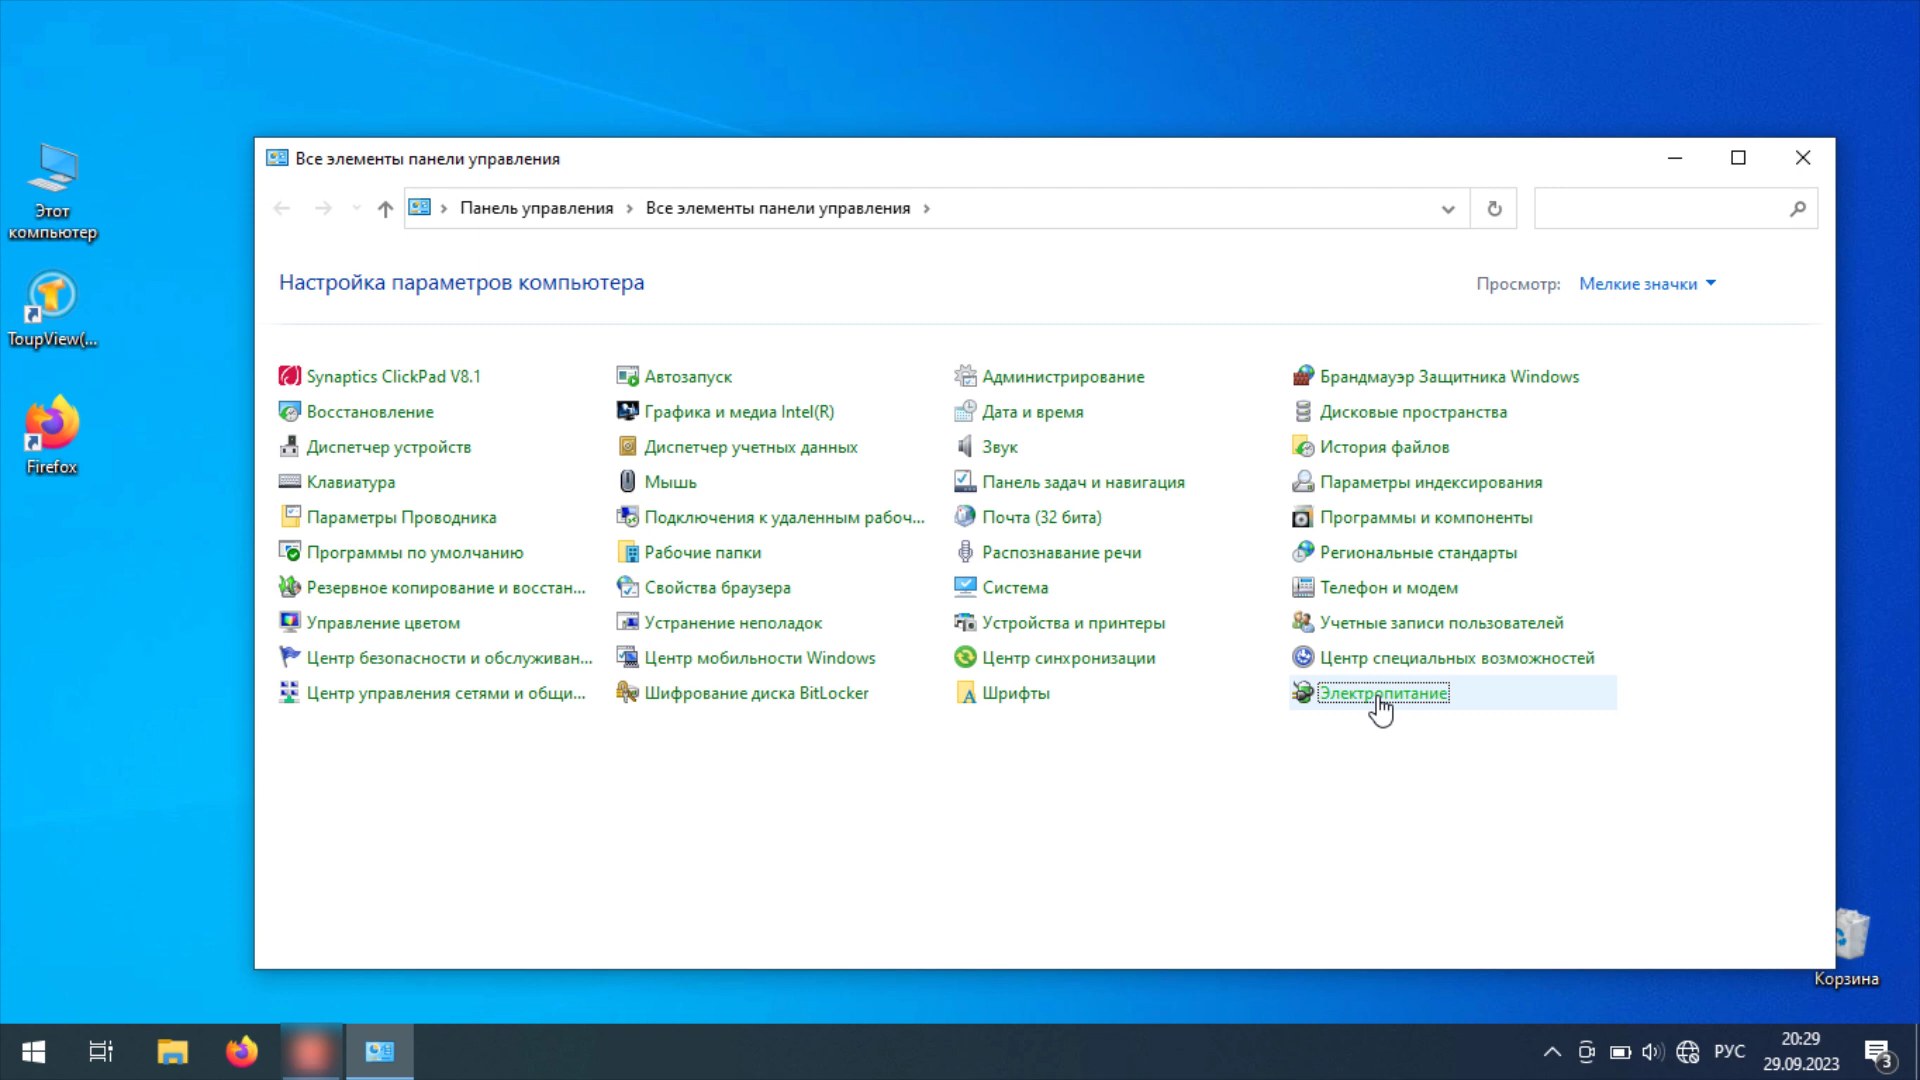 Все элементы панели управления
Панель управления › Все элементы панели управления ›
Настройка параметров компьютера
Просмотр: Мелкие значки
Synaptics ClickPad V8.1
Автозапуск
Администрирование
Брандмауэр Защитника Windows
Восстановление
Графика и медиа Intel(R)
Дата и время
Дисковые пространства
Диспетчер устройств
Диспетчер учетных данных
Звук
История файлов
Клавиатура
Мышь
Панель задач и навигация
Параметры индексирования
Параметры Проводника
Подключения к удаленным рабоч...
Почта (32 бита)
Программы и компоненты
Программы по умолчанию
Рабочие папки
Распознавание речи
Региональные стандарты
Резервное копирование и восстан...
Свойства браузера
Система
Телефон и модем
Управление цветом
Устранение неполадок
Устройства и принтеры
Учетные записи пользователей
Центр безопасности и обслуживан...
Центр мобильности Windows
Центр синхронизации
Центр специальных возможностей
Центр управления сетями и общи...
Шифрование диска BitLocker
Шрифты
Электропитание
Этот
компьютер
ToupView(...
Firefox
Корзина
РУС
20:29
29.09.2023
3